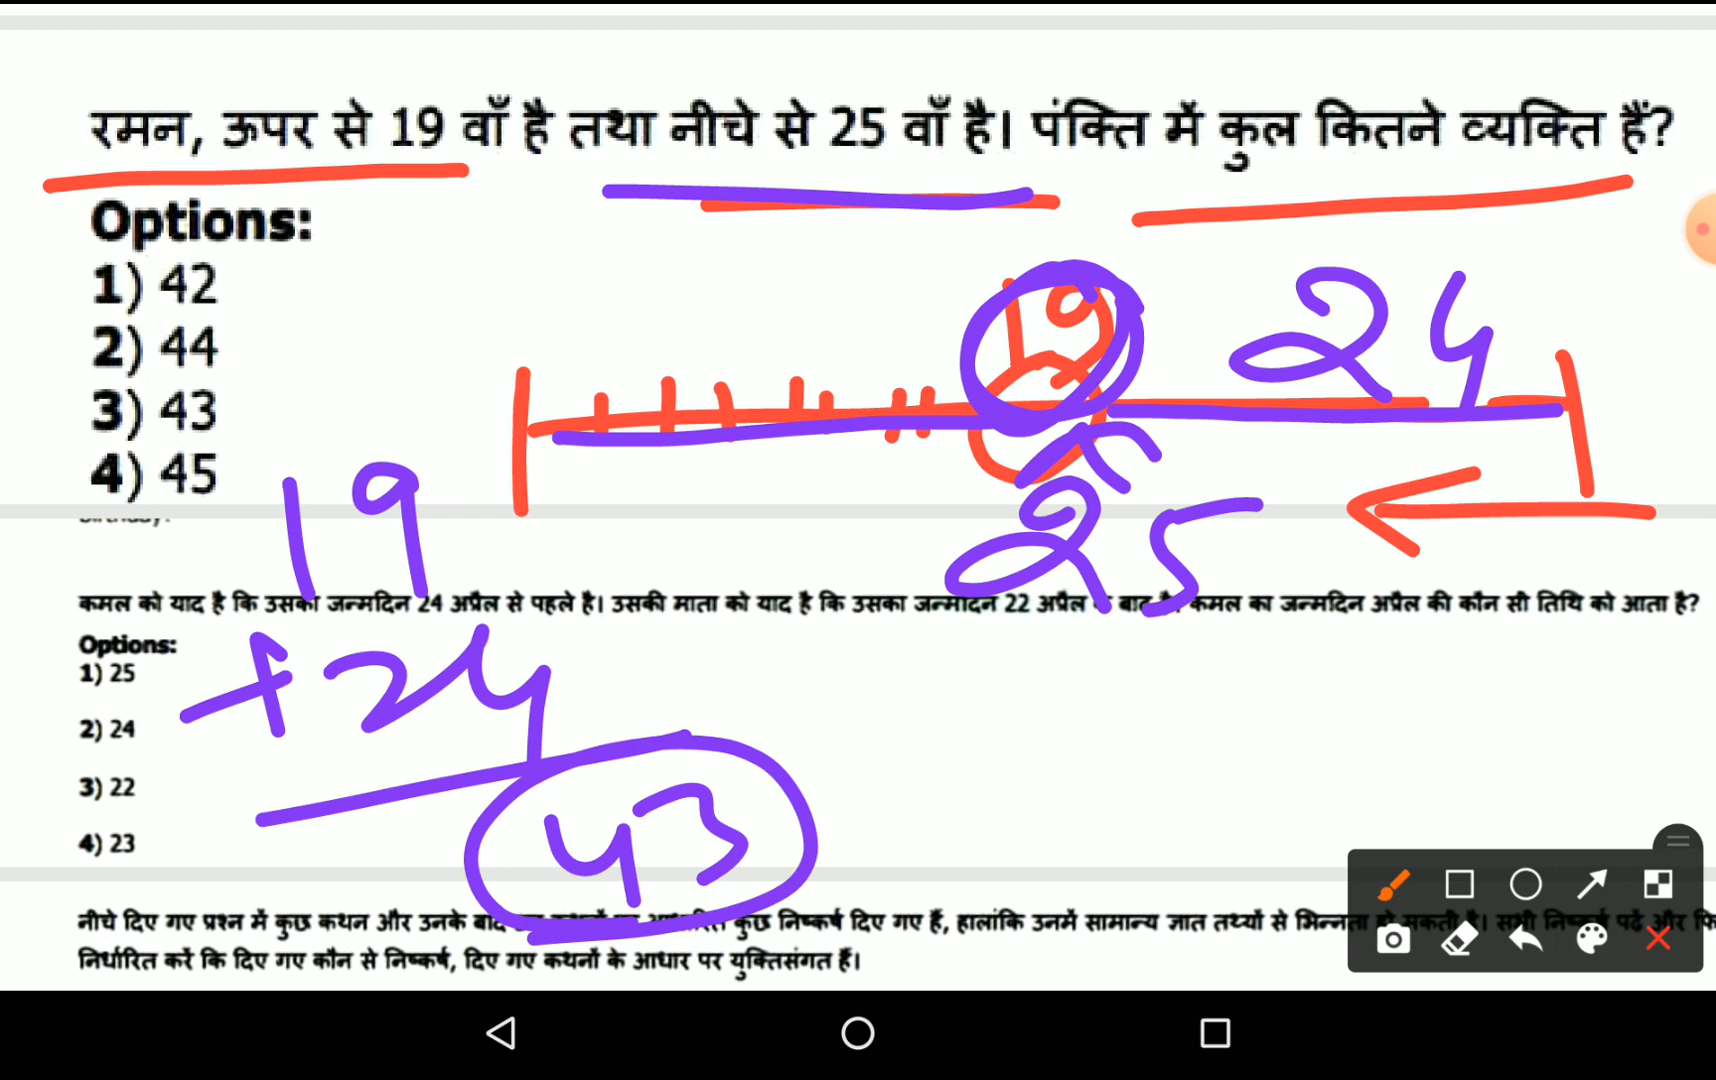 रमन, ऊपर से 19 वाँ है तथा नीचे से 25 वाँ है। पंक्ति में कुल कितने व्यक्ति हैं?
Options:
1) 42
2) 44
3) 43
4) 45
19
24
25
19
+24
43
कमल को याद है कि उसका जन्मदिन 24 अप्रैल से पहले है। उसकी माता को याद है कि उसका जन्मदिन 22 अप्रैल के बाद है, कमल का जन्मदिन अप्रैल की कौन सी तिथि को आता है?
Options:
1) 25
2) 24
3) 22
4) 23
नीचे दिए गए प्रश्न में कुछ कथन और उनके बाद कुछ निष्कर्ष दिए गए हैं, हालांकि उनमें सामान्य ज्ञात तथ्यों से भिन्नता हो सकती है। सभी निष्कर्ष पढ़ें और
निर्धारित करें कि दिए गए कौन से निष्कर्ष, दिए गए कथनों के आधार पर युक्तिसंगत हैं।